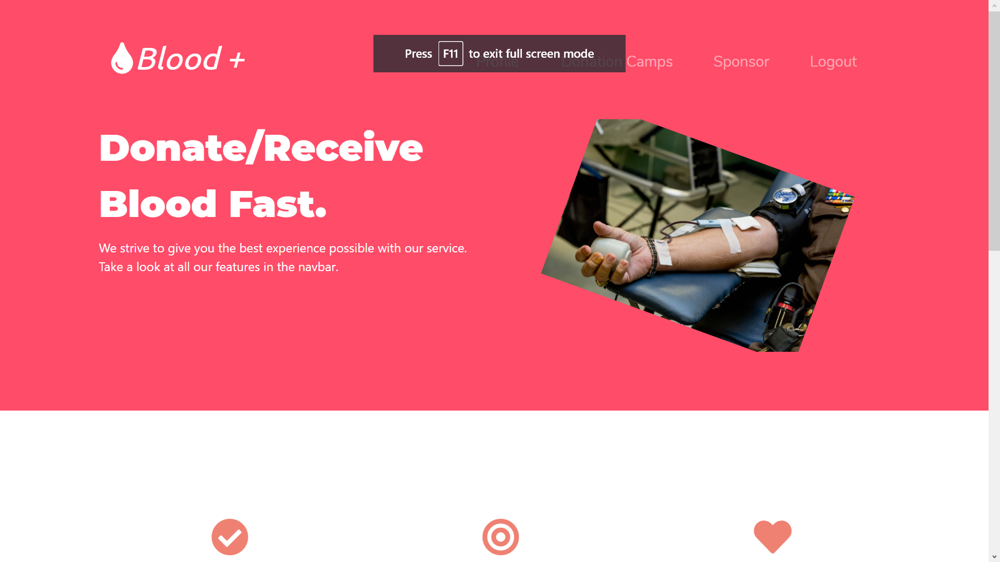 Blood +
Press F11 to exit full screen mode
Profile
Donation Camps
Sponsor
Logout
Donate/Receive
Blood Fast.
We strive to give you the best experience possible with our service.
Take a look at all our features in the navbar.